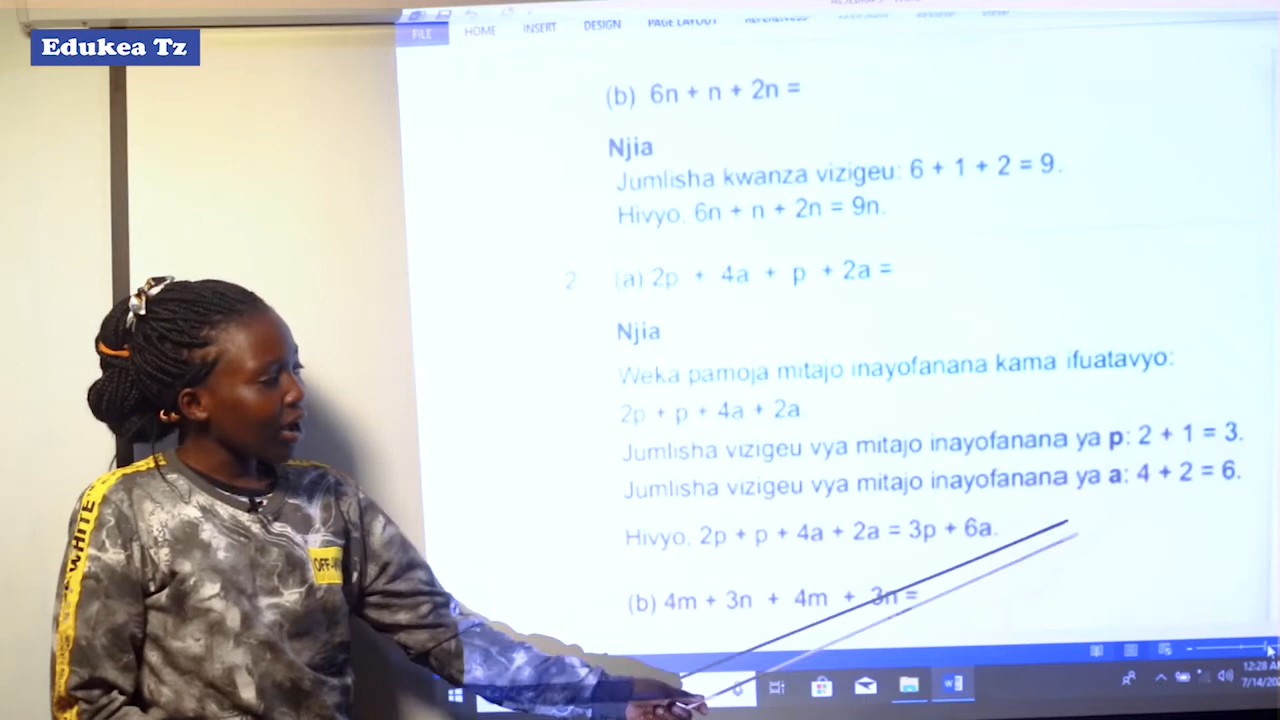 Edukea Tz
FILE HOME INSERT DESIGN PAGE LAYOUT REFERENCES
(b) 6n + n + 2n =
Njia
Jumlisha kwanza vizigeu: 6 + 1 + 2 = 9.
Hivyo, 6n + n + 2n = 9n.
2 (a) 2p + 4a + p + 2a =
Njia
Weka pamoja mitajo inayofanana kama ifuatavyo:
2p + p + 4a + 2a
Jumlisha vizigeu vya mitajo inayofanana ya p: 2 + 1 = 3.
Jumlisha vizigeu vya mitajo inayofanana ya a: 4 + 2 = 6.
Hivyo, 2p + p + 4a + 2a = 3p + 6a.
(b) 4m + 3n + 4m + 3n =
WHITE
12:28